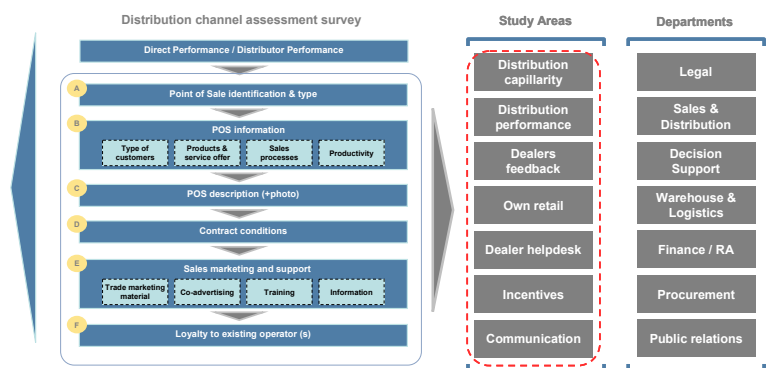 Distribution channel assessment survey
Direct Performance / Distributor Performance
A
Point of Sale identification & type
B
POS information
Type of
customers
Products &
service offer
Sales
processes
Productivity
C
POS description (+photo)
D
Contract conditions
E
Sales marketing and support
Trade marketing
material
Co-advertising
Training
Information
F
Loyalty to existing operator (s)
Study Areas
Distribution
capillarity
Distribution
performance
Dealers
feedback
Own retail
Dealer helpdesk
Incentives
Communication
Departments
Legal
Sales &
Distribution
Decision
Support
Warehouse &
Logistics
Finance / RA
Procurement
Public relations